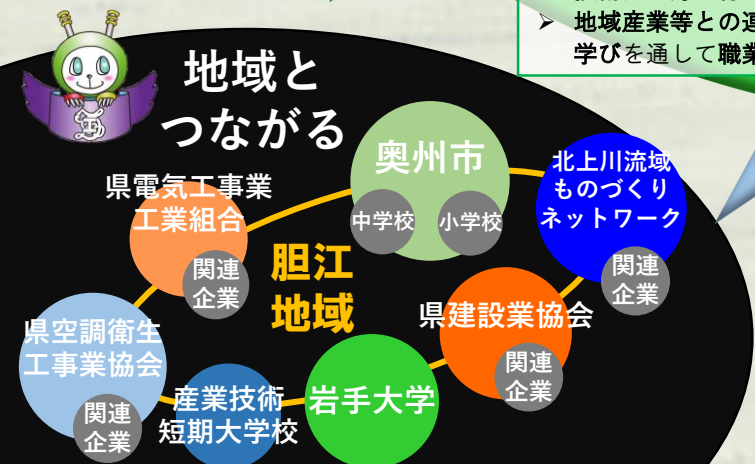 地域産業等との連
学びを通して職業
地域と
つながる
奥州市
中学校
小学校
北上川流域
ものづくり
ネットワーク
関連
企業
県電気工事業
工業組合
関連
企業
胆江
地域
県建設業協会
関連
企業
県空調衛生
工事業協会
関連
企業
産業技術
短期大学校
岩手大学